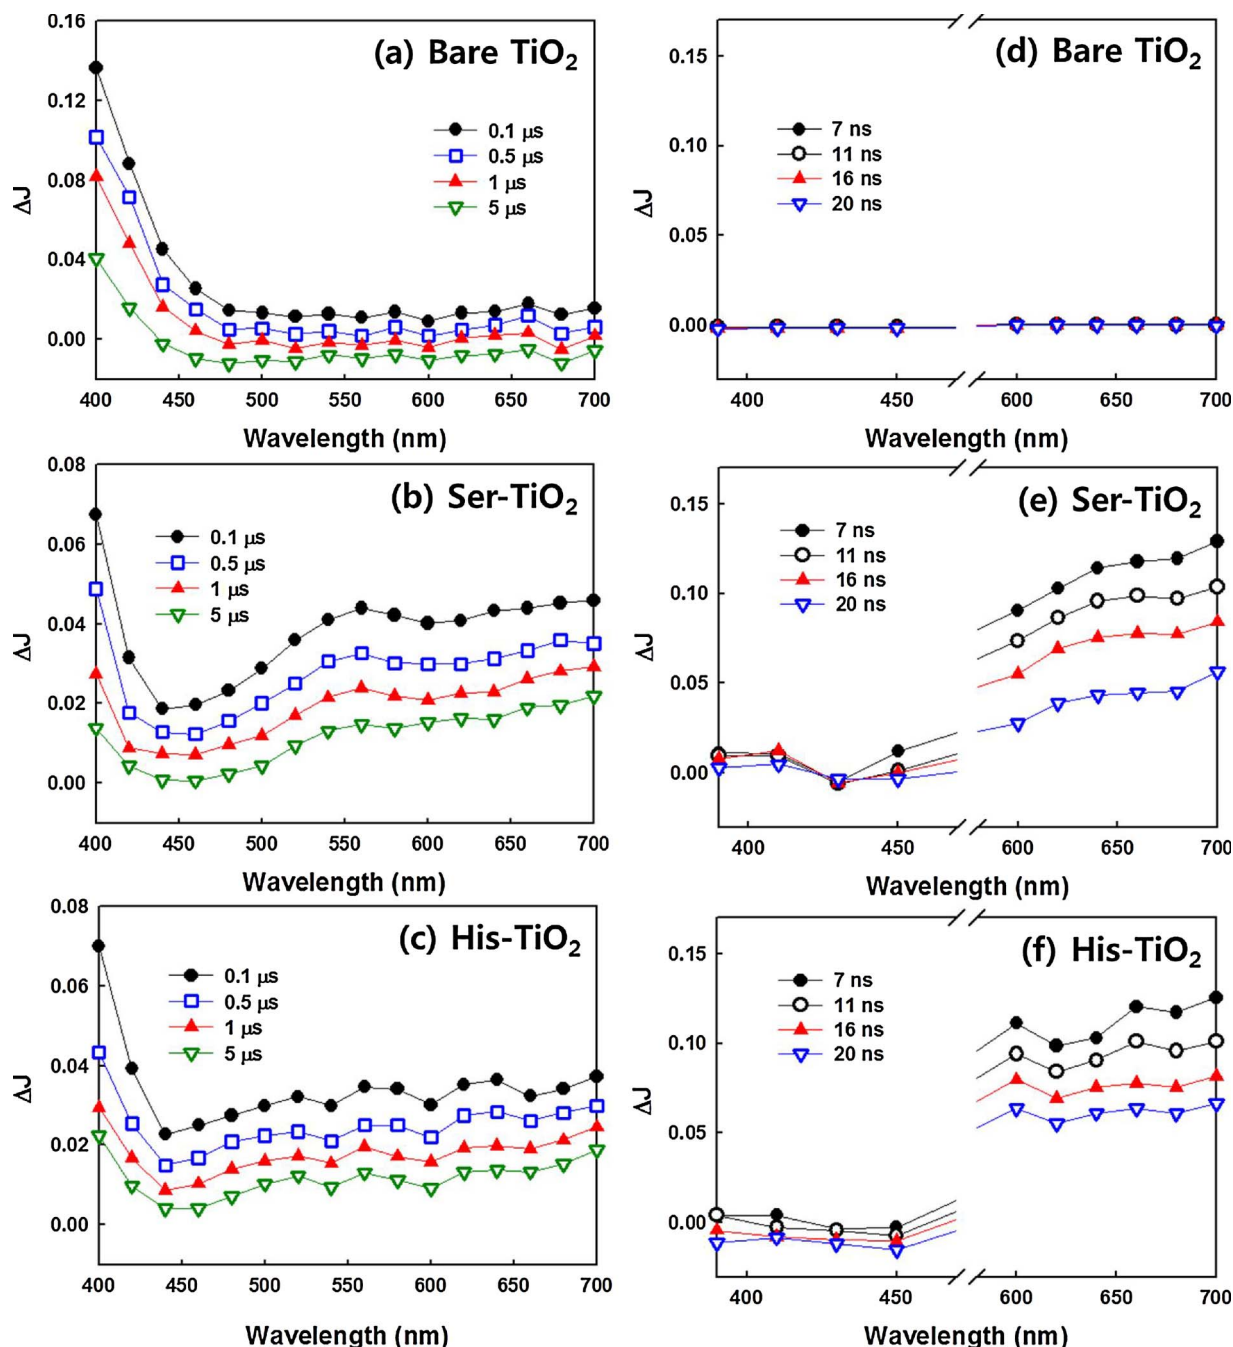 (a) Bare TiO2
0.16
0.12
0.08
0.04
0.00
ΔJ
0.1 μs
0.5 μs
1 μs
5 μs
400 450 500 550 600 650 700
Wavelength (nm)
(d) Bare TiO2
0.15
0.10
0.05
0.00
ΔJ
7 ns
11 ns
16 ns
20 ns
400 450 600 650 700
Wavelength (nm)
(b) Ser-TiO2
0.08
0.06
0.04
0.02
0.00
ΔJ
0.1 μs
0.5 μs
1 μs
5 μs
400 450 500 550 600 650 700
Wavelength (nm)
(e) Ser-TiO2
0.15
0.10
0.05
0.00
ΔJ
7 ns
11 ns
16 ns
20 ns
400 450 600 650 700
Wavelength (nm)
(c) His-TiO2
0.08
0.06
0.04
0.02
0.00
ΔJ
0.1 μs
0.5 μs
1 μs
5 μs
400 450 500 550 600 650 700
Wavelength (nm)
(f) His-TiO2
0.15
0.10
0.05
0.00
ΔJ
7 ns
11 ns
16 ns
20 ns
400 450 600 650 700
Wavelength (nm)